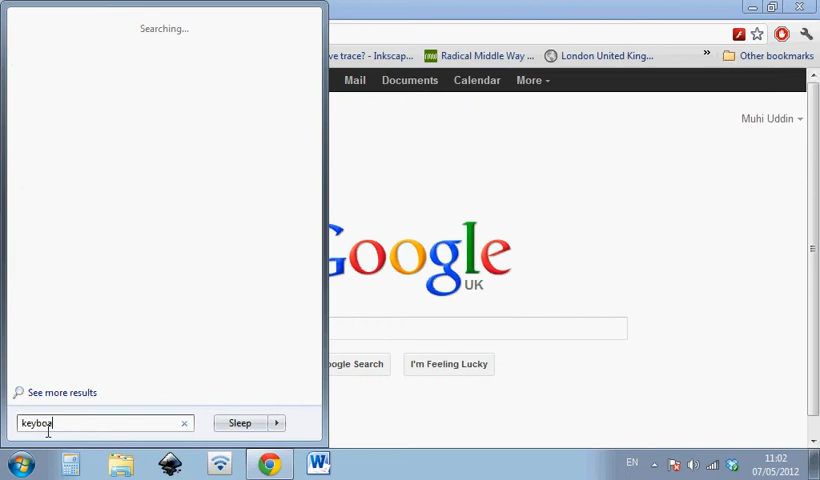 Searching...
ve trace? - Inkscap...
Radical Middle Way ...
London United King...
»
Other bookmarks
Mail
Documents
Calendar
More
Muhi Uddin
Google
UK
oogle Search
I'm Feeling Lucky
See more results
keyboa
Sleep
EN
11:02
07/05/2012